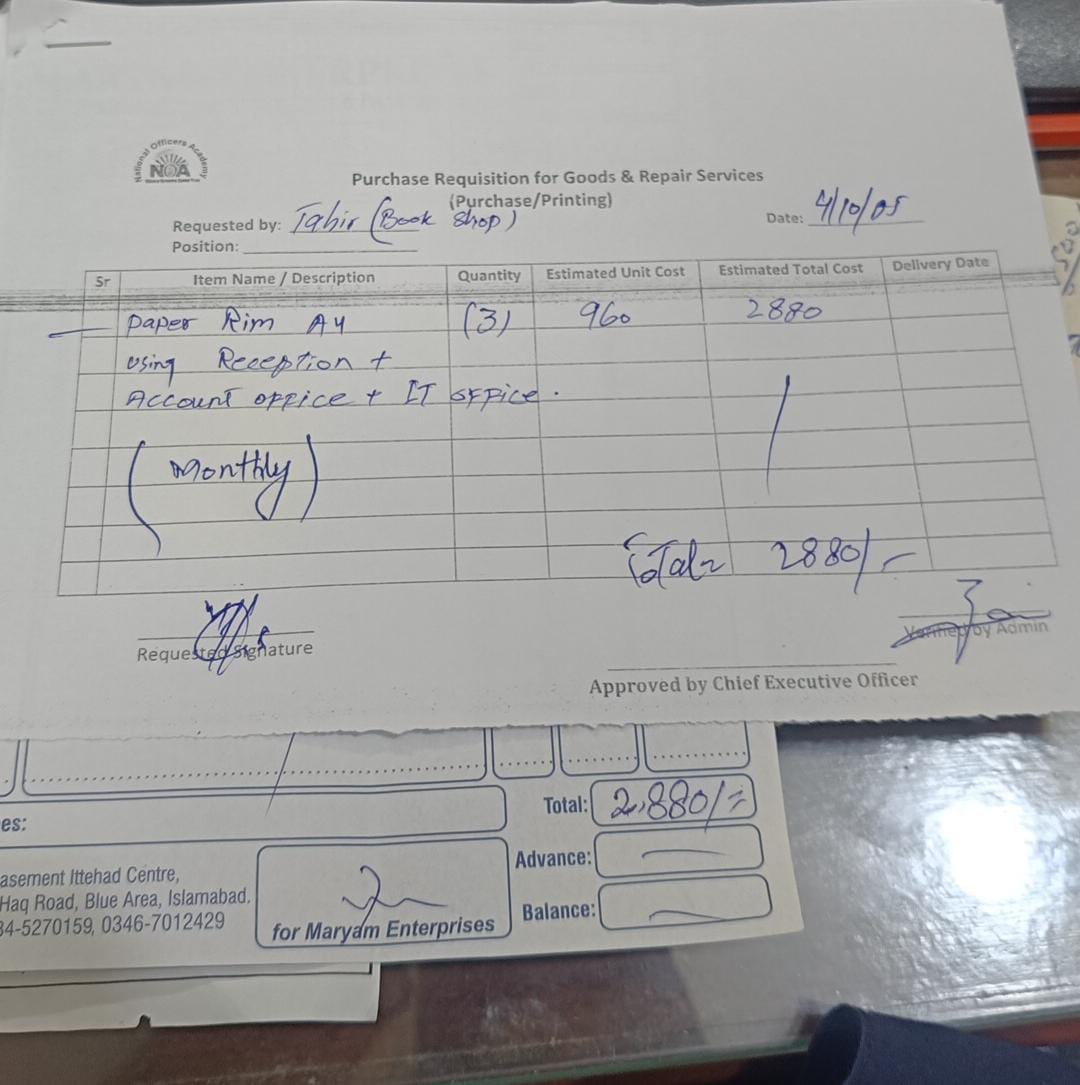 National Officers Academy
NOA
Purchase Requisition for Goods & Repair Services
(Purchase/Printing)
Requested by: Tahir (Book Shop)
Date: 4/10/05
Position:
Sr Item Name / Description Quantity Estimated Unit Cost Estimated Total Cost Delivery Date
Paper Rim A4 (3) 960 2880
using Reception +
Account office + IT office.
(Monthly)
Total 2880/-
Requested Signature
Verified by Admin
Approved by Chief Executive Officer
Total: 2,880/=
es:
Advance:
asement Ittehad Centre,
Haq Road, Blue Area, Islamabad.
Balance:
34-5270159, 0346-7012429
for Maryam Enterprises